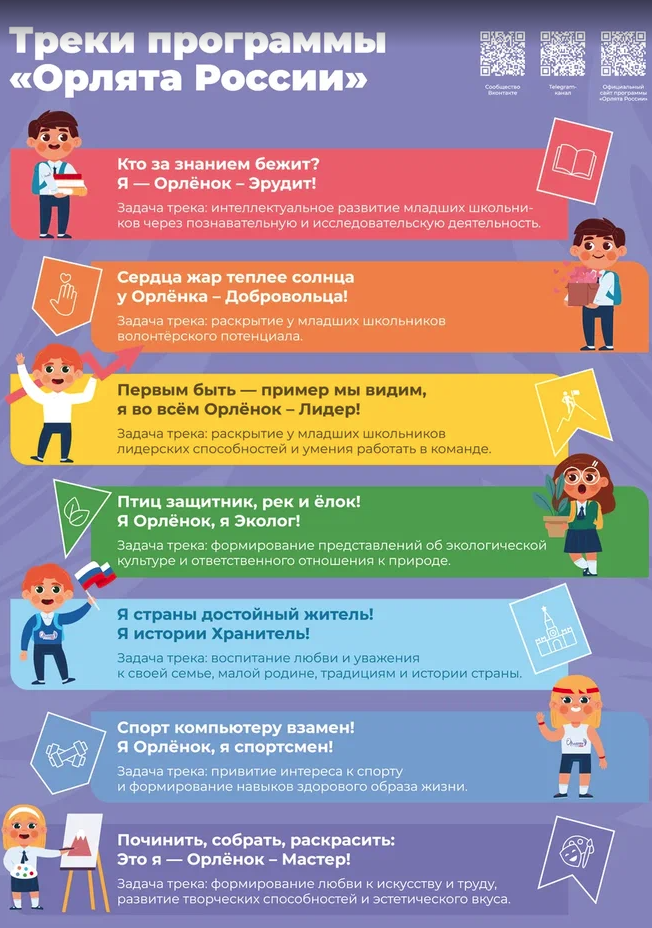 Треки программы
«Орлята России»
Сообщество
Вконтакте
Telegram-
канал
Официальный
сайт программы
«Орлята России»
Кто за знанием бежит?
Я — Орлёнок – Эрудит!
Задача трека: интеллектуальное развитие младших школьни-
ков через познавательную и исследовательскую деятельность.
Сердца жар теплее солнца
у Орлёнка – Добровольца!
Задача трека: раскрытие у младших школьников
волонтёрского потенциала.
Первым быть — пример мы видим,
я во всём Орлёнок – Лидер!
Задача трека: раскрытие у младших школьников
лидерских способностей и умения работать в команде.
Птиц защитник, рек и ёлок!
Я Орлёнок, я Эколог!
Задача трека: формирование представлений об экологической
культуре и ответственного отношения к природе.
Я страны достойный житель!
Я истории Хранитель!
Задача трека: воспитание любви и уважения
к своей семье, малой родине, традициям и истории страны.
Спорт компьютеру взамен!
Я Орлёнок, я спортсмен!
Задача трека: привитие интереса к спорту
и формирование навыков здорового образа жизни.
Починить, собрать, раскрасить:
Это я — Орлёнок – Мастер!
Задача трека: формирование любви к искусству и труду,
развитие творческих способностей и эстетического вкуса.